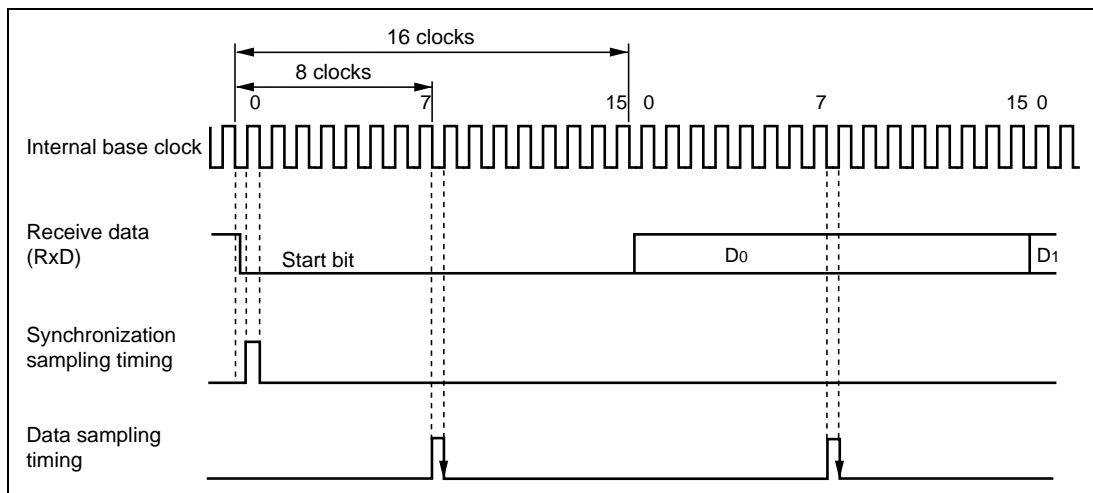 16 clocks
8 clocks
0 7 15 0 7 15 0
Internal base clock
Receive data
(RxD)
Start bit D0 D1
Synchronization
sampling timing
Data sampling
timing